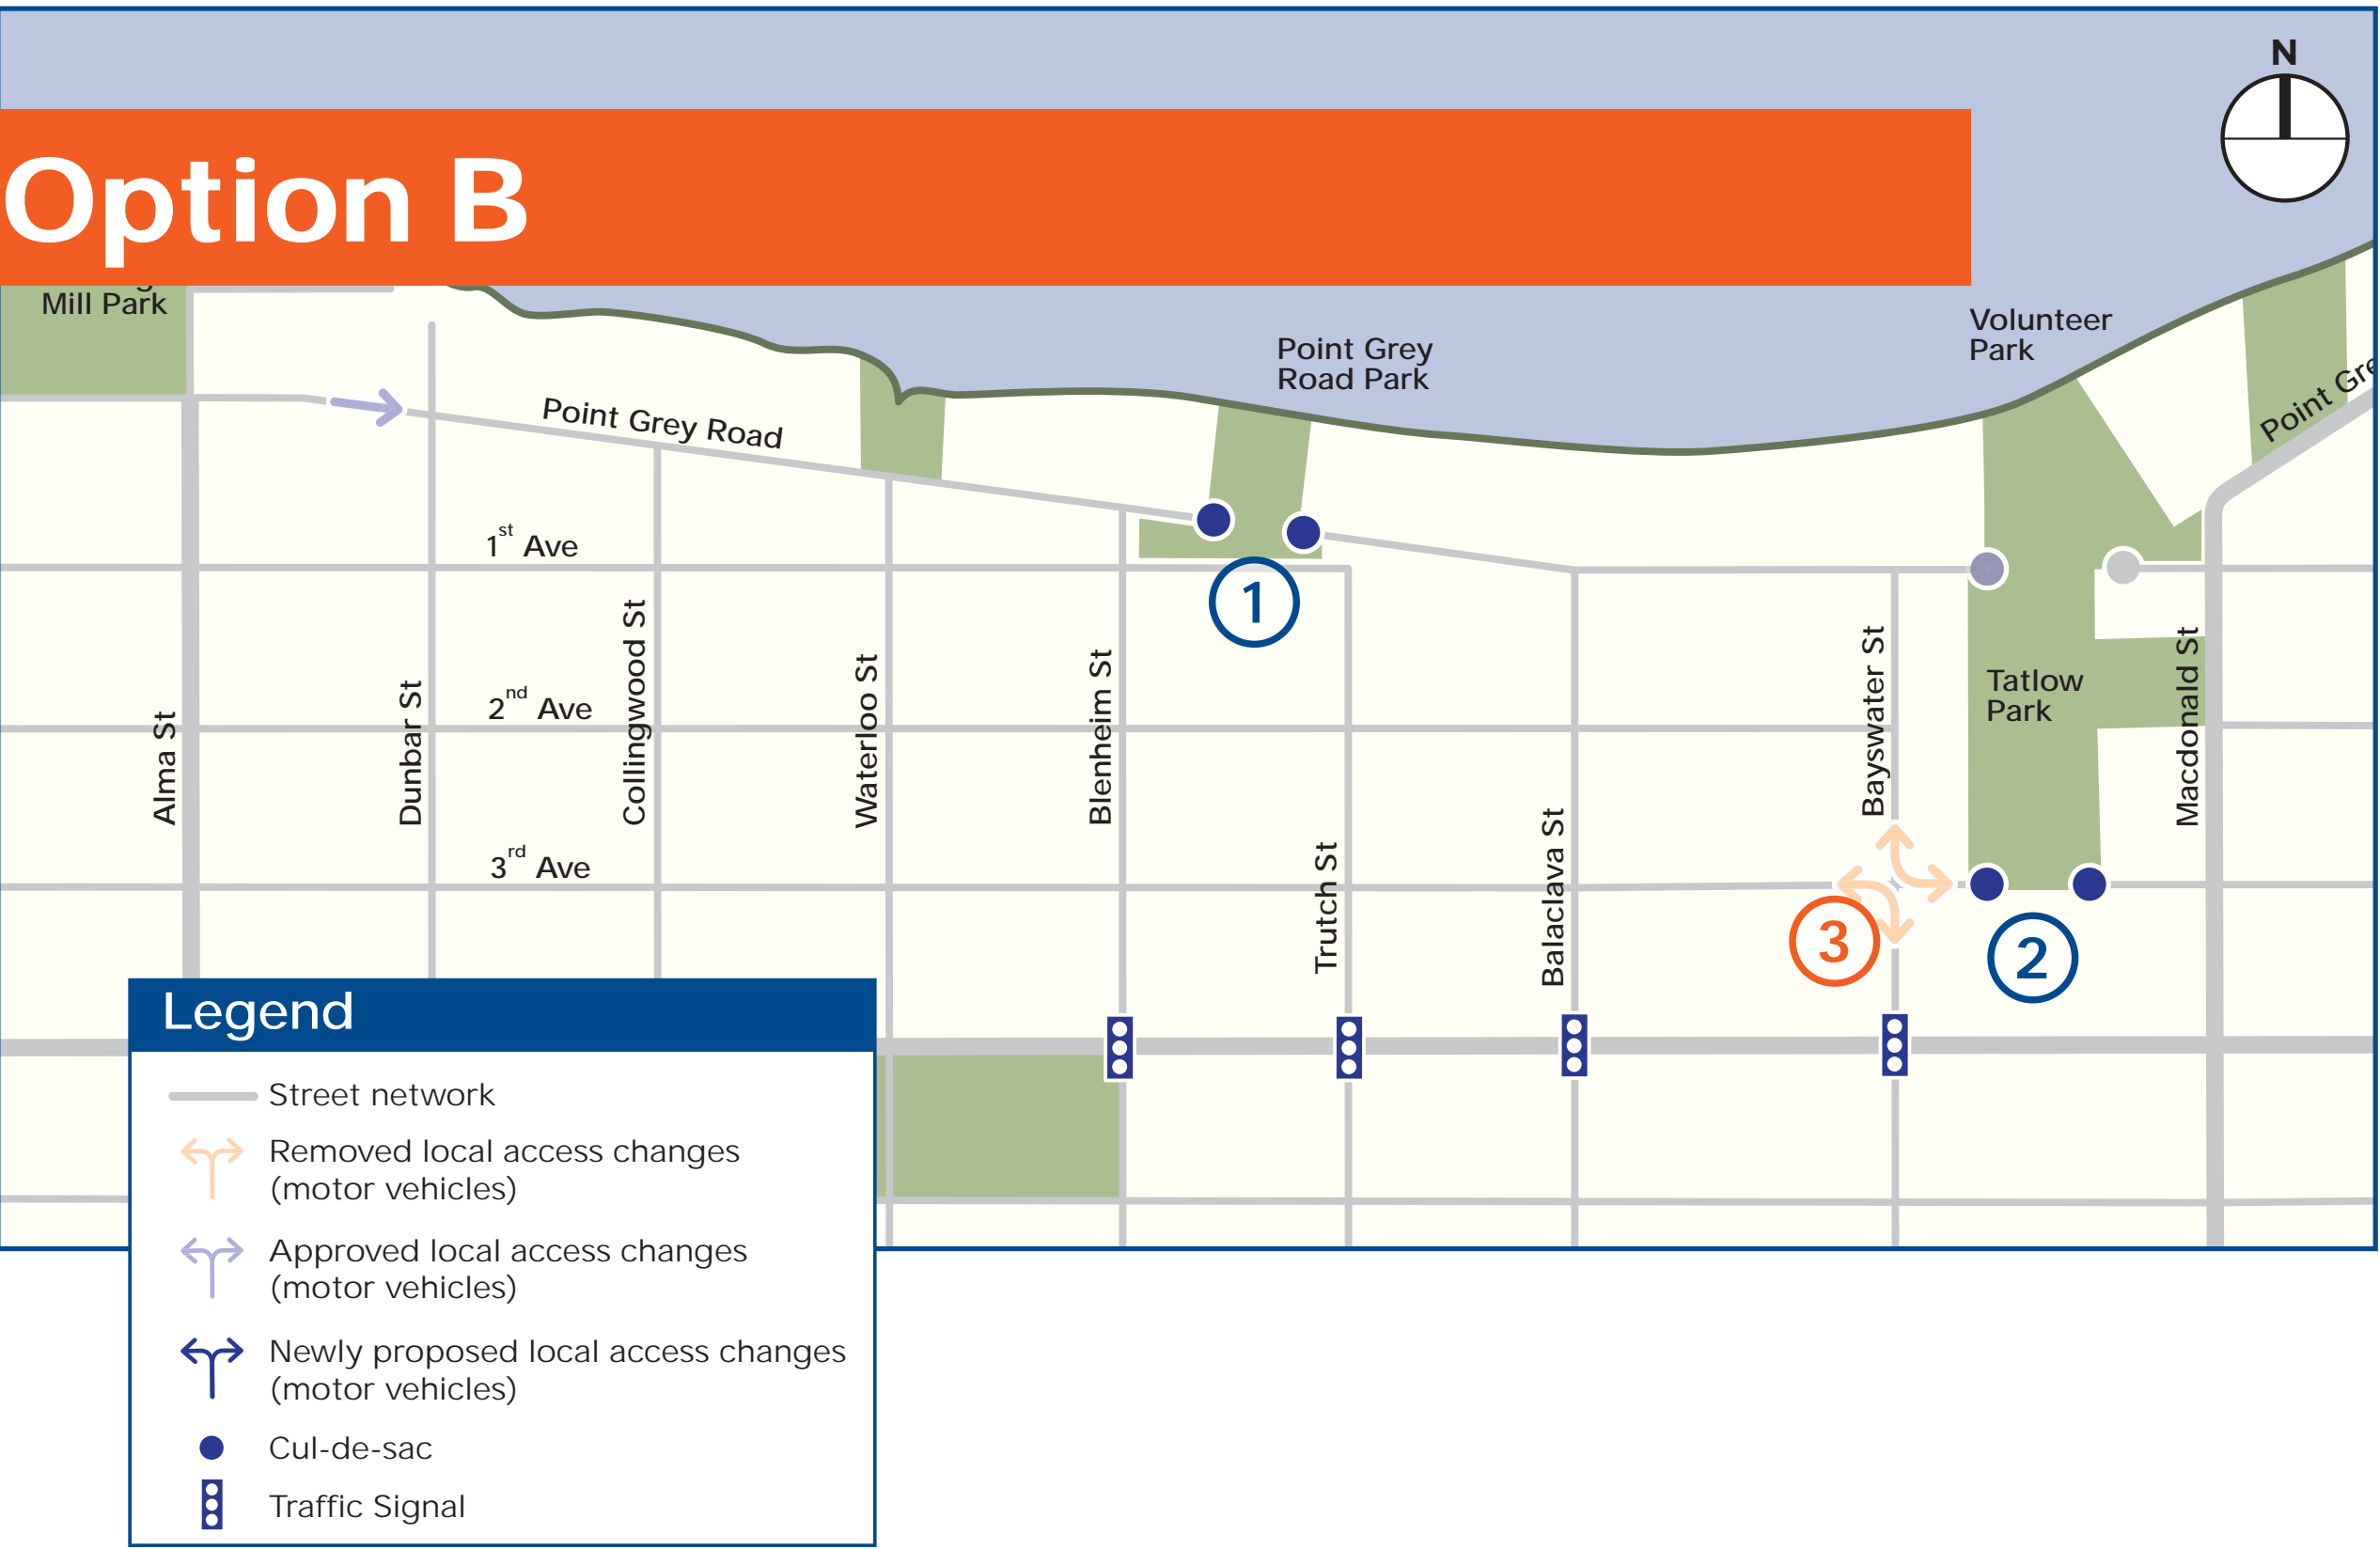 N
Option B
Mill Park
Volunteer
Park
Point Grey
Road Park
Point Gre
Point Grey Road
1st Ave
1
2nd Ave
Tatlow
Park
3rd Ave
Alma St
Dunbar St
Collingwood St
Waterloo St
Blenheim St
Trutch St
Balaclava St
Bayswater St
Macdonald St
3
2
Legend
Street network
Removed local access changes
(motor vehicles)
Approved local access changes
(motor vehicles)
Newly proposed local access changes
(motor vehicles)
Cul-de-sac
Traffic Signal